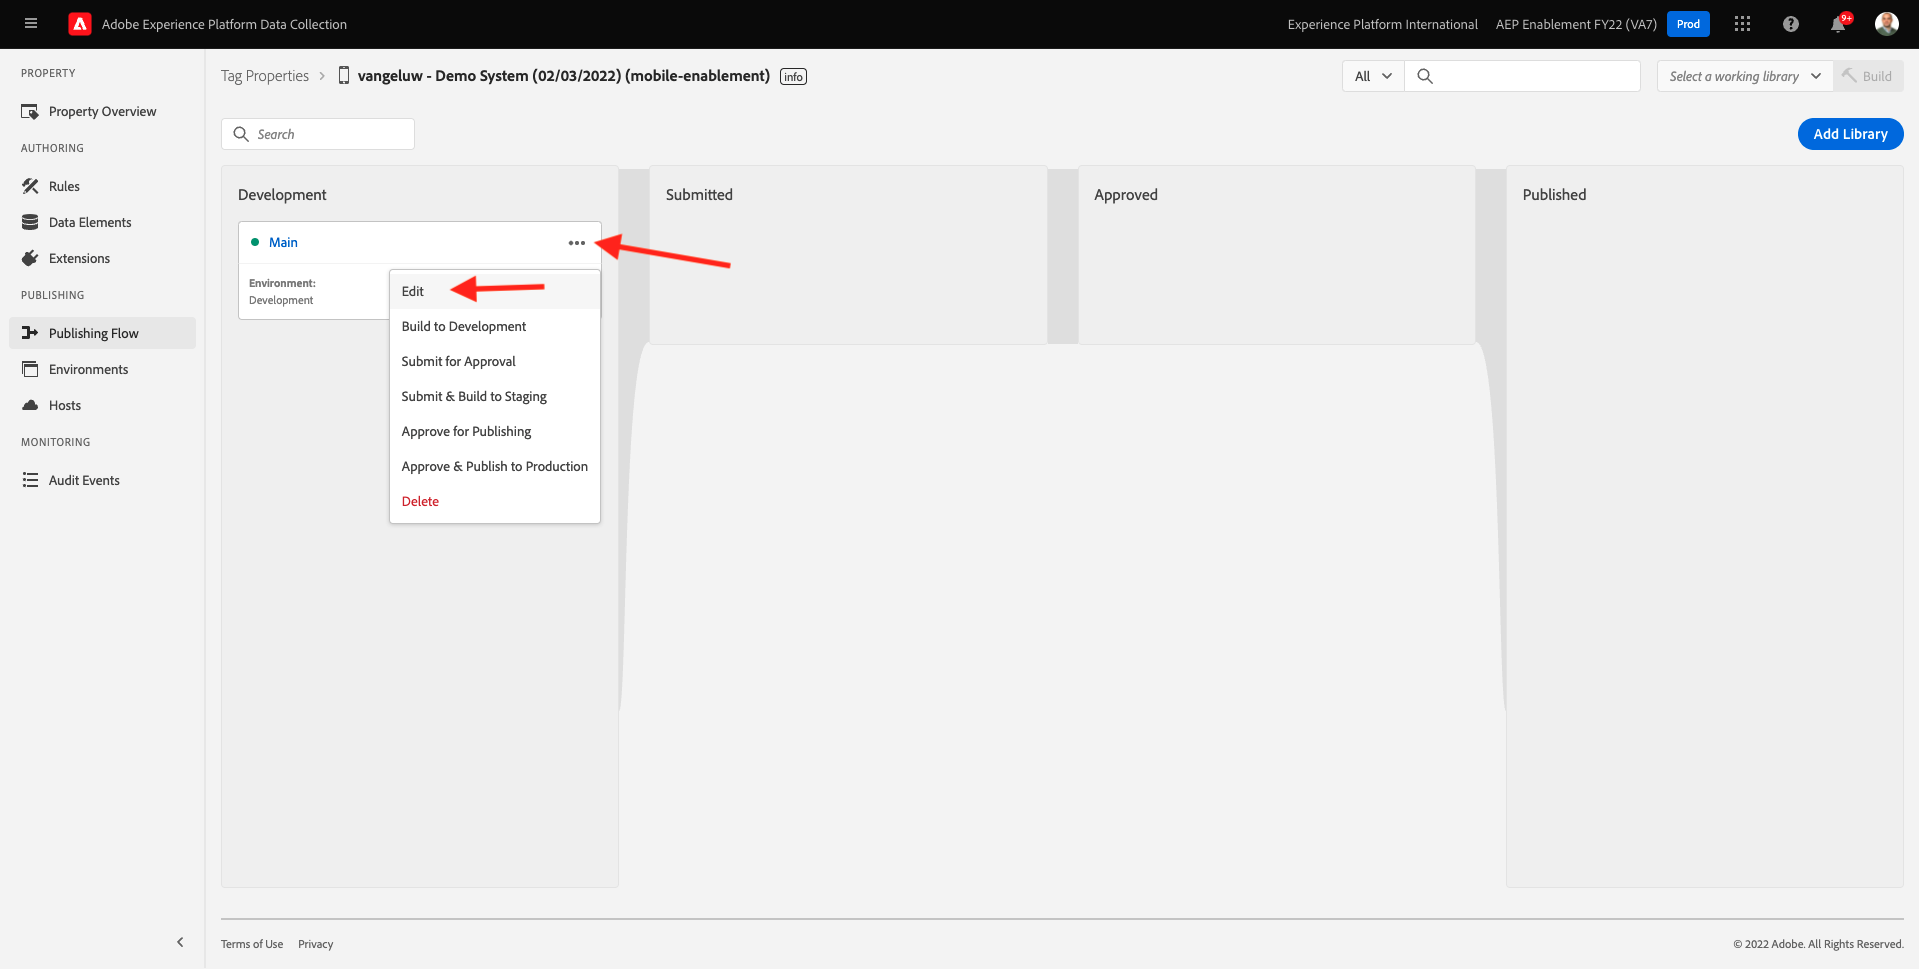 Adobe Experience Platform Data Collection
Experience Platform International
AEP Enablement FY22 (VA7)
Prod
9+
PROPERTY
Property Overview
AUTHORING
Rules
Data Elements
Extensions
PUBLISHING
Publishing Flow
Environments
Hosts
MONITORING
Audit Events
Tag Properties
vangeluw - Demo System (02/03/2022) (mobile-enablement)
info
All
Select a working library
Build
Search
Add Library
Development
Main
Environment:
Development
Edit
Build to Development
Submit for Approval
Submit & Build to Staging
Approve for Publishing
Approve & Publish to Production
Delete
Submitted
Approved
Published
Terms of Use
Privacy
© 2022 Adobe. All Rights Reserved.